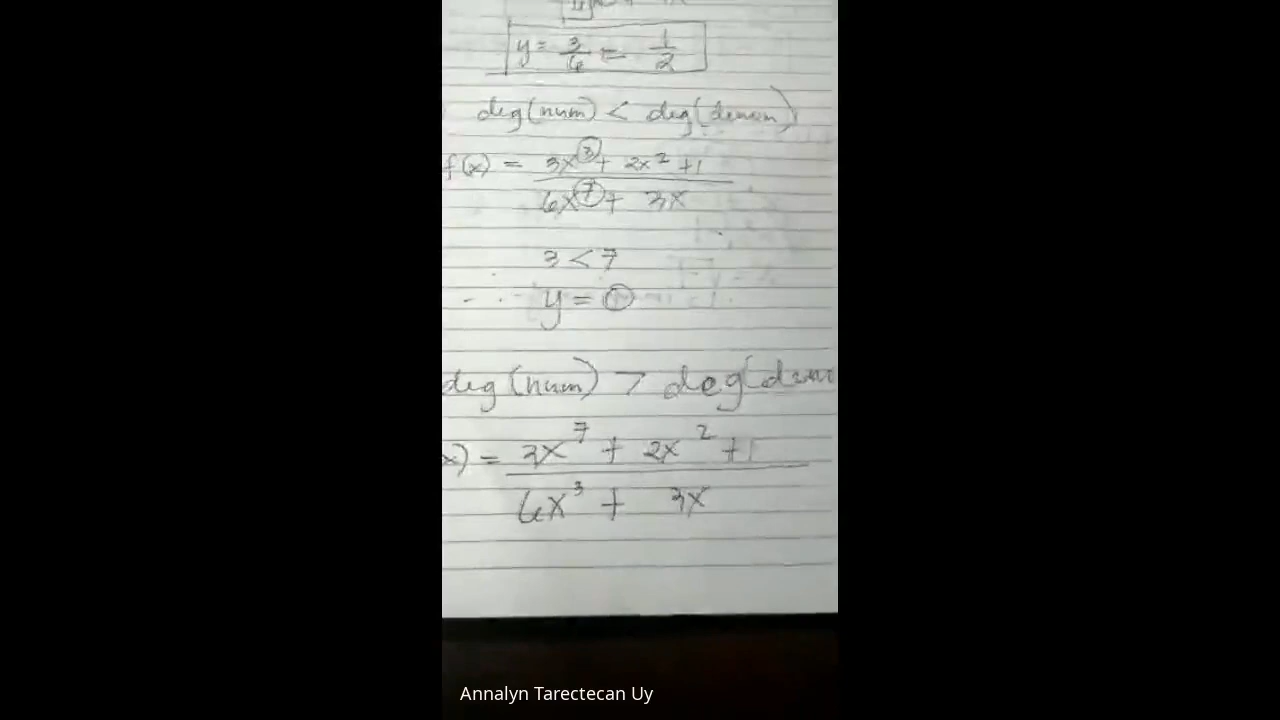 y = 3/6 = 1/2
deg (num) < deg (denom)
f(x) = 3x³ + 2x² + 1
6x⁷ + 3x
3 < 7
y = 0
deg (num) > deg (deno
x) = 3x⁷ + 2x² + 1
6x³ + 3x
Annalyn Tarectecan Uy